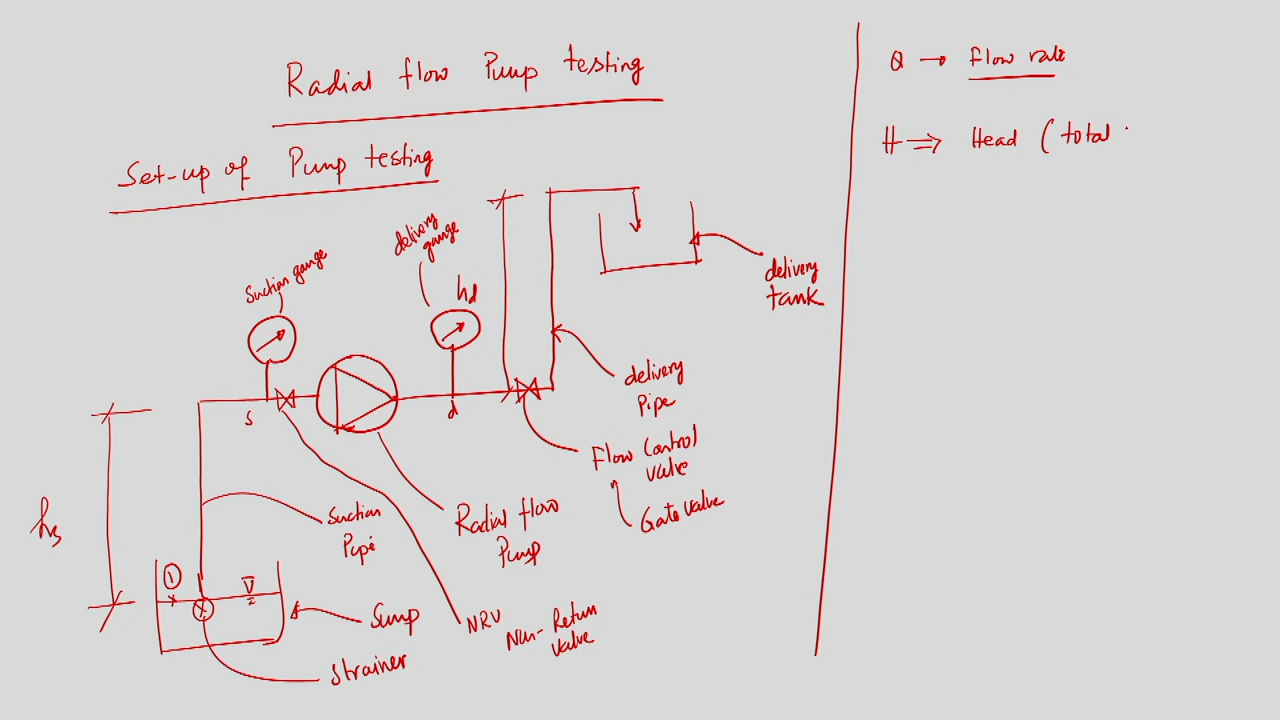 Radial flow Pump testing
Set-up of Pump testing
Suction gauge
delivery
gauge
hd
delivery
tank
delivery
Pipe
Flow Control
Valve
Gate valve
S
d
hs
Suction
Pipe
Radial flow
Pump
1
Sump
NRV Non-Return
Valve
Strainer
Q → Flow rate
H ⇒ Head (total